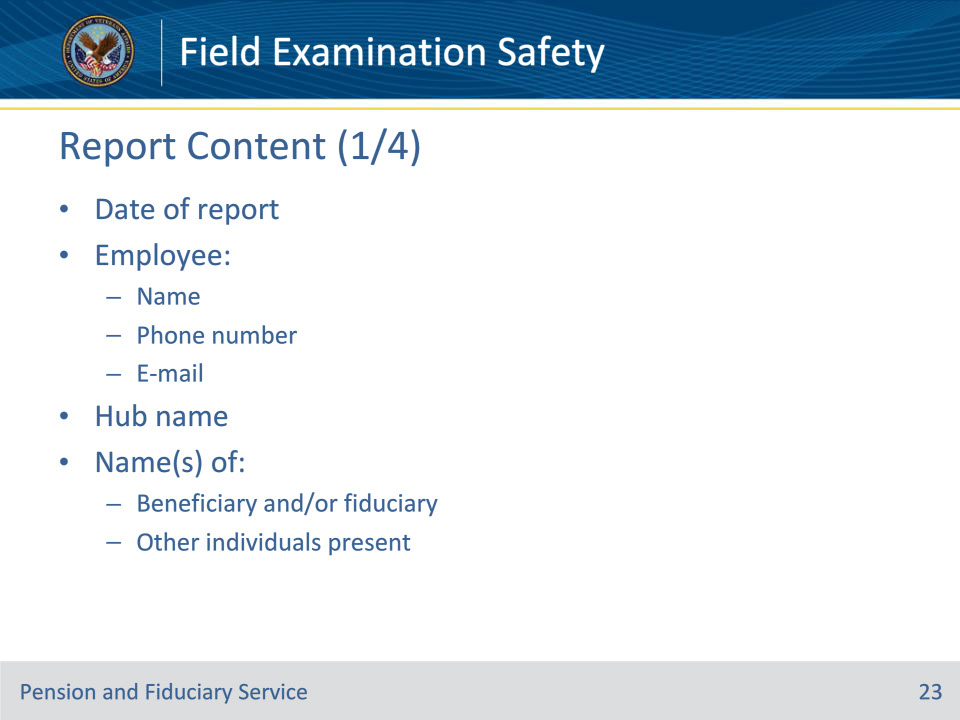 Field Examination Safety
Report Content (1/4)
• Date of report
• Employee:
– Name
– Phone number
– E-mail
• Hub name
• Name(s) of:
– Beneficiary and/or fiduciary
– Other individuals present
Pension and Fiduciary Service
23